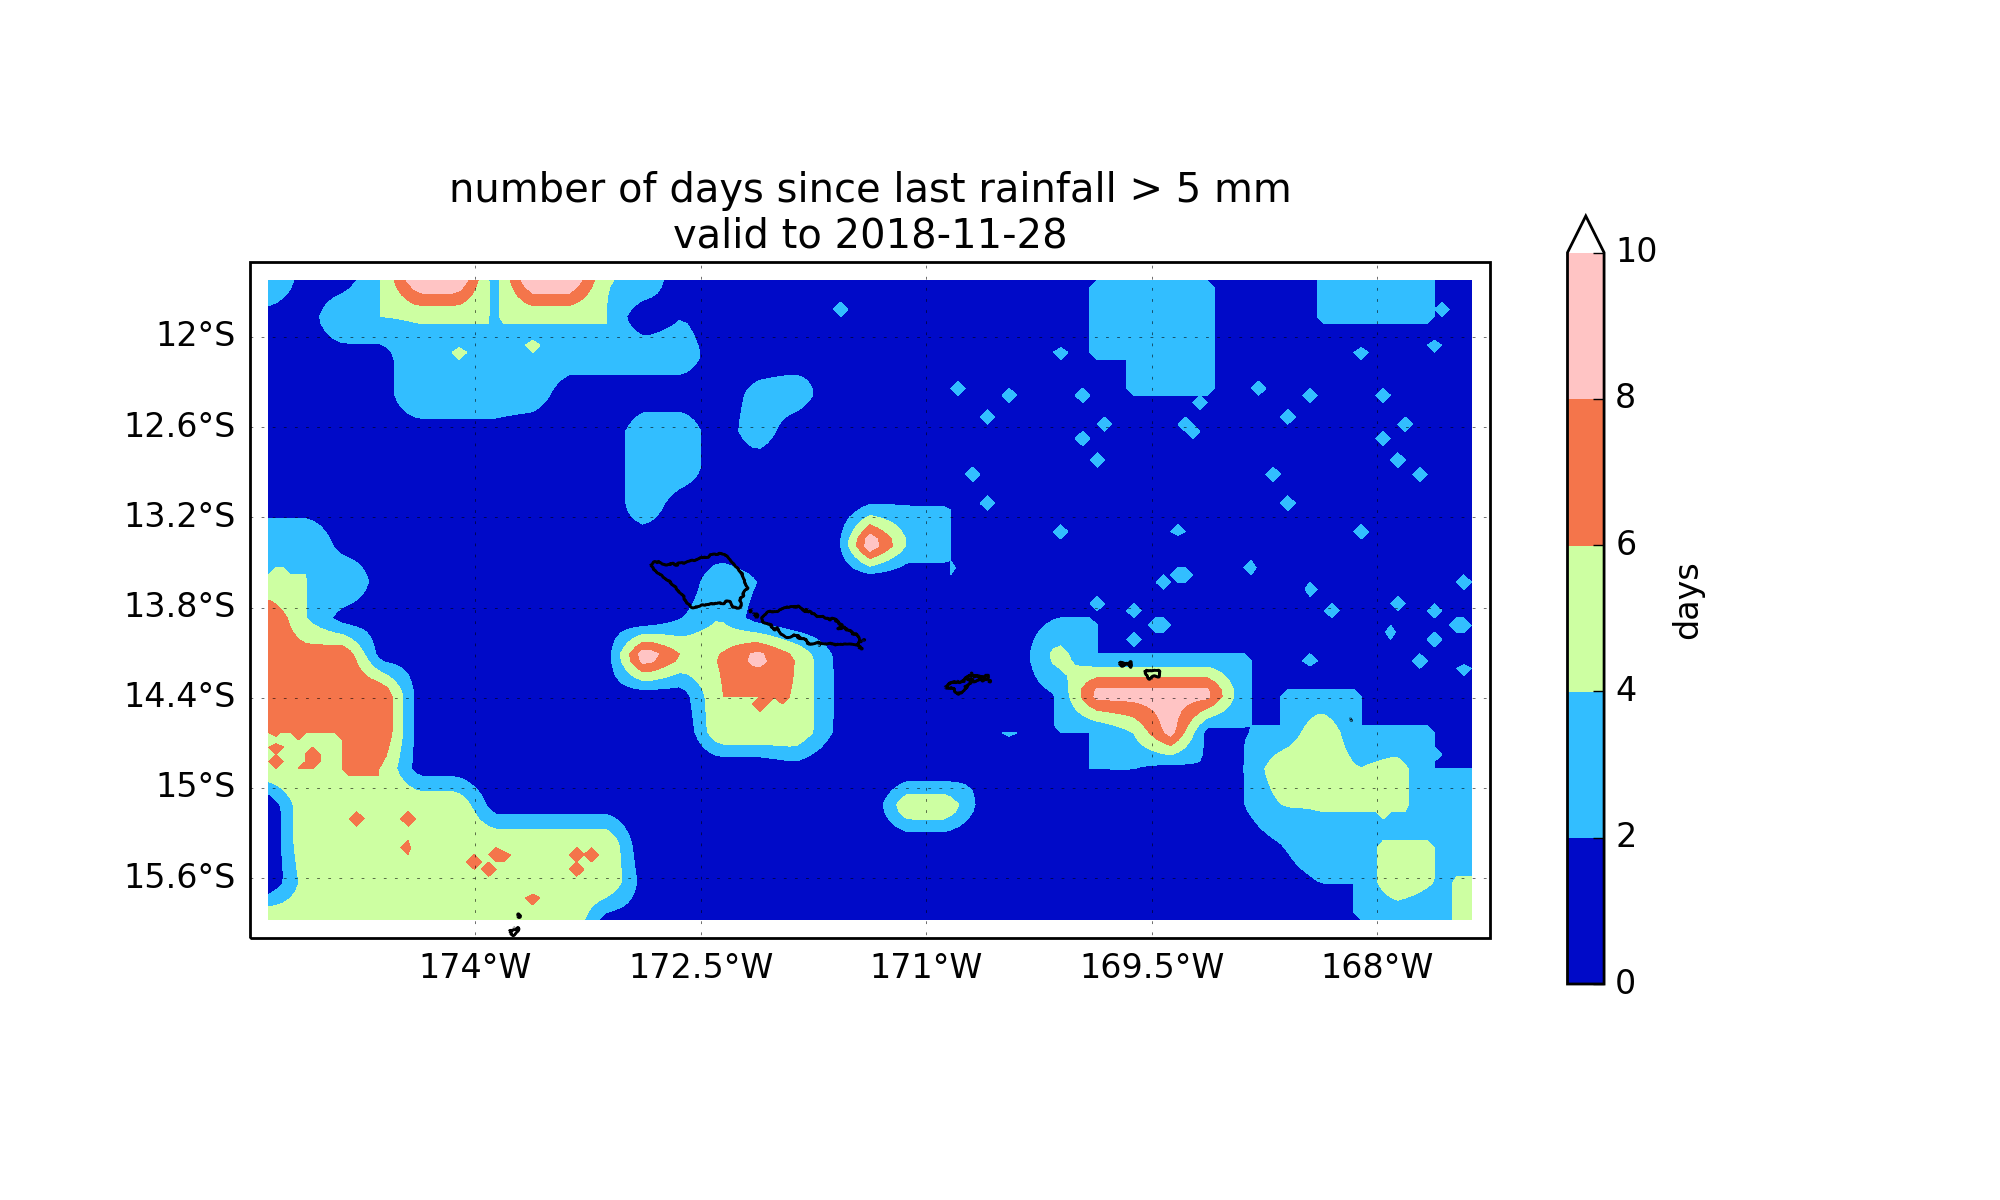 number of days since last rainfall > 5 mm
valid to 2018-11-28
12°S
12.6°S
13.2°S
13.8°S
14.4°S
15°S
15.6°S
174°W
172.5°W
171°W
169.5°W
168°W
10
8
6
4
2
0
days